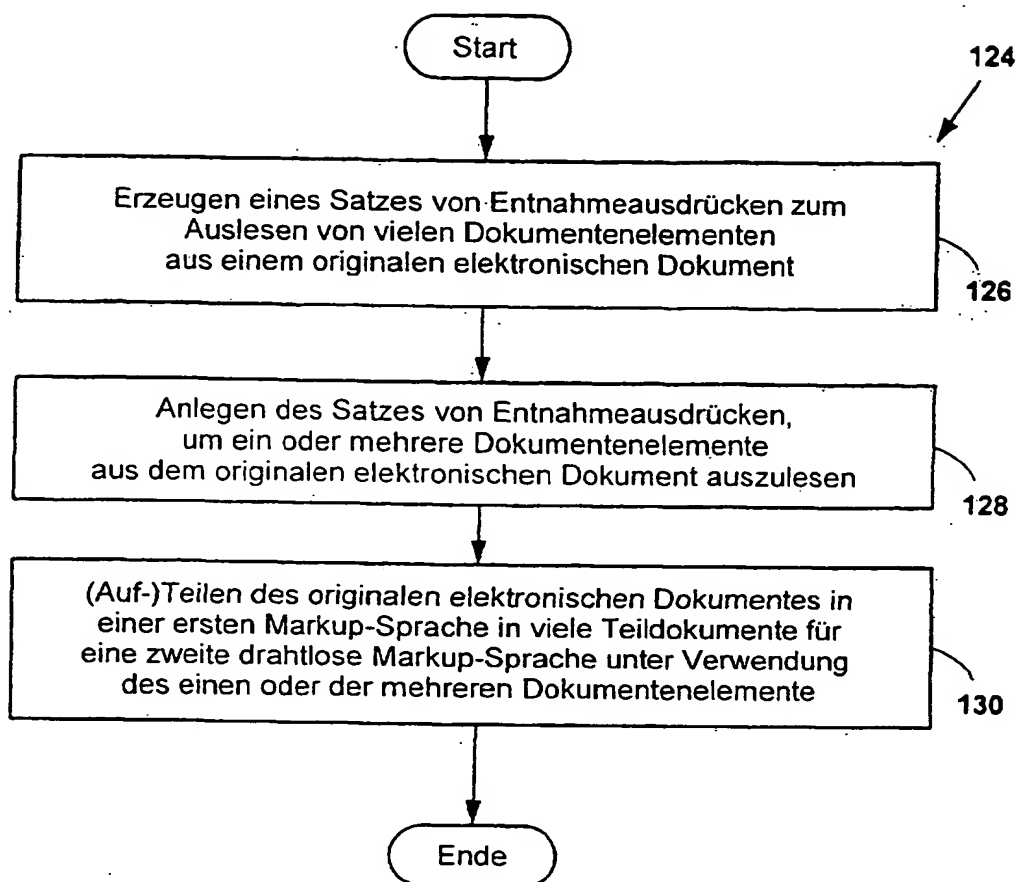 Start
124
Erzeugen eines Satzes von Entnahmeausdrücken zum
Auslesen von vielen Dokumentenelementen
aus einem originalen elektronischen Dokument
126
Anlegen des Satzes von Entnahmeausdrücken,
um ein oder mehrere Dokumentenelemente
aus dem originalen elektronischen Dokument auszulesen
128
(Auf-)Teilen des originalen elektronischen Dokumentes in
einer ersten Markup-Sprache in viele Teildokumente für
eine zweite drahtlose Markup-Sprache unter Verwendung
des einen oder der mehreren Dokumentenelemente
130
Ende